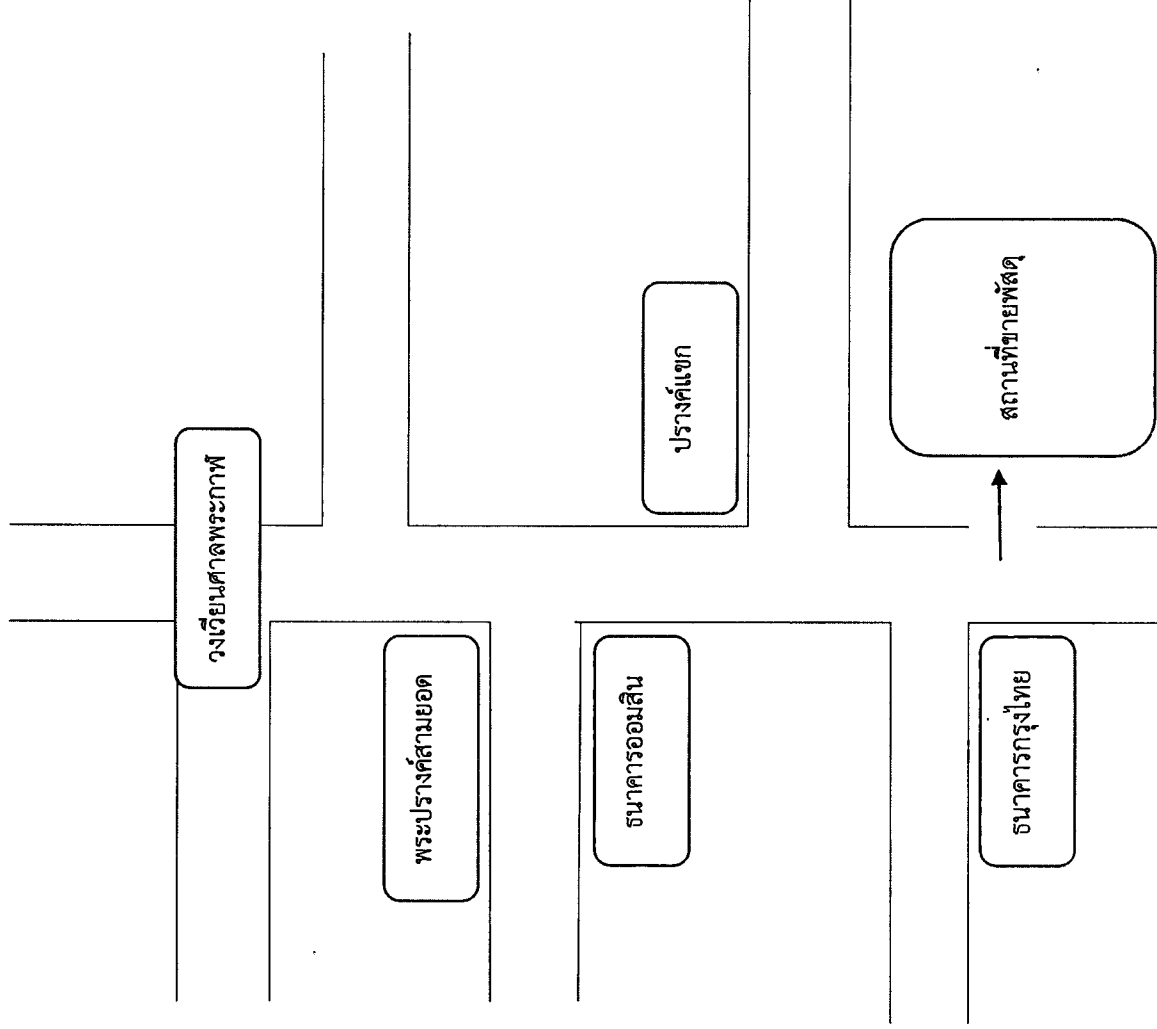 วงเวียนศาลพระกาฬ
พระปรางค์สามยอด
ธนาคารออมสิน
ปรางค์แขก
ธนาคารกรุงไทย
สถานที่ขายพัสดุ